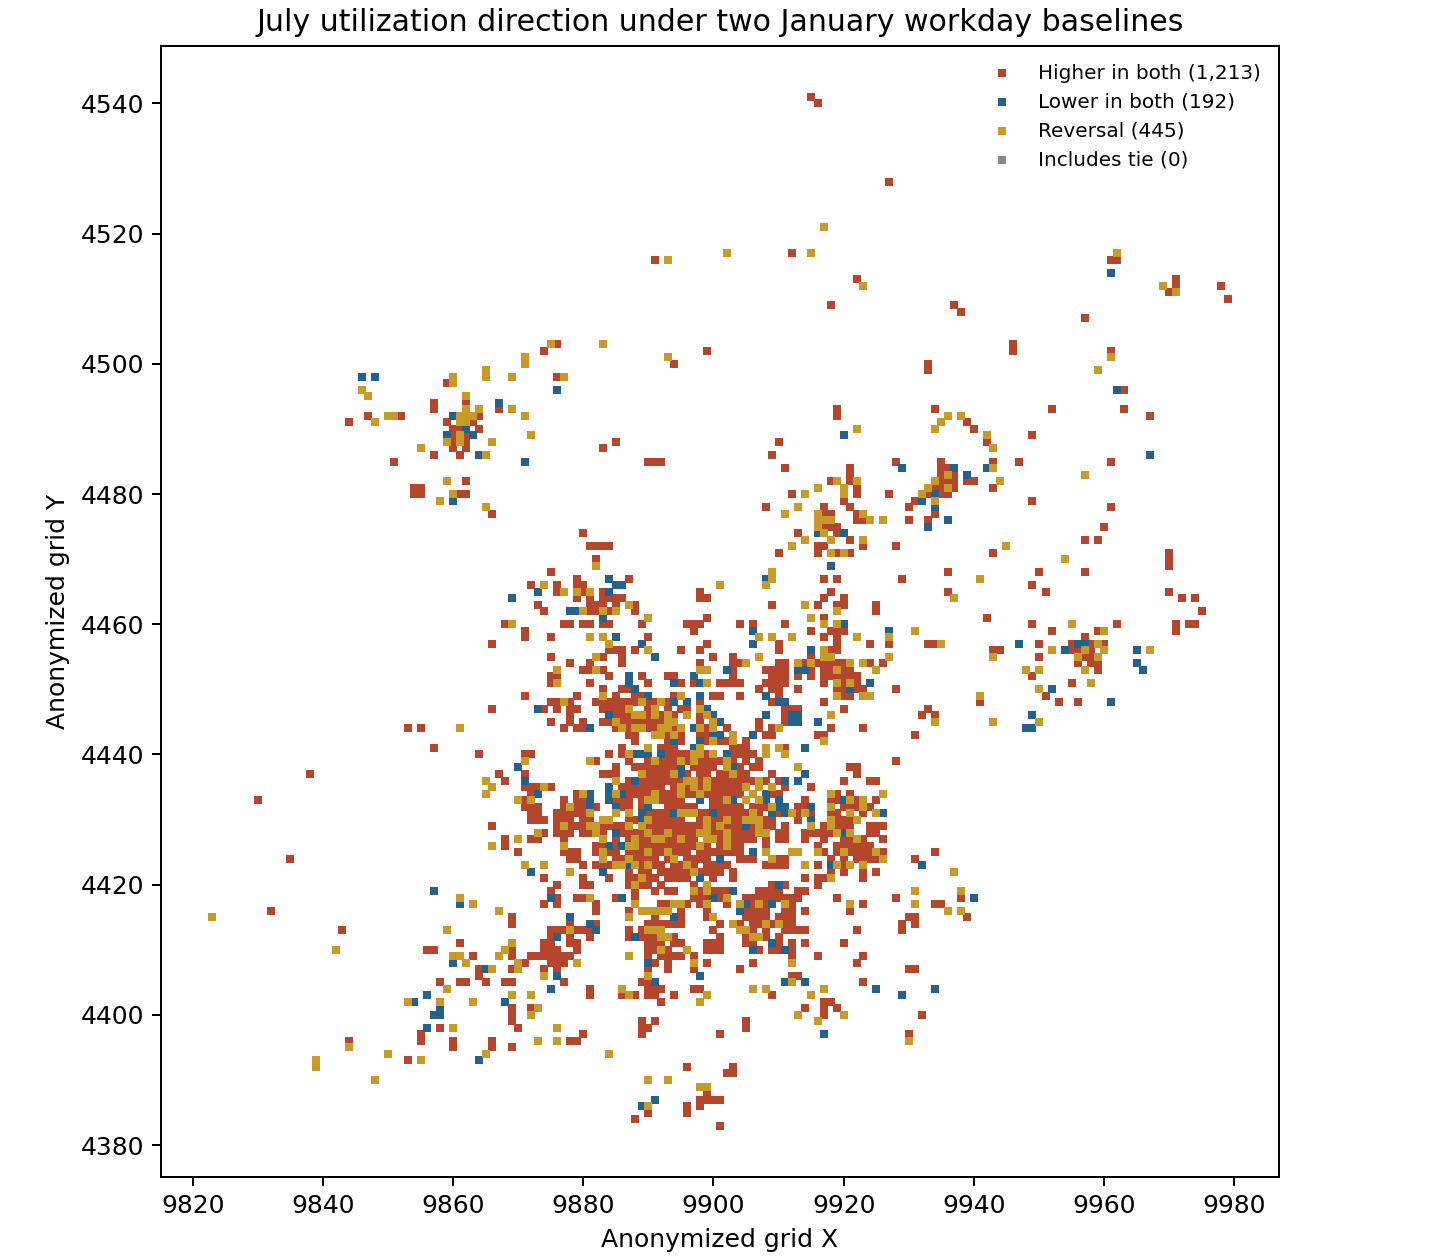 July utilization direction under two January workday baselines
Higher in both (1,213)
Lower in both (192)
Reversal (445)
Includes tie (0)
Anonymized grid Y
4540
4520
4500
4480
4460
4440
4420
4400
4380
9820 9840 9860 9880 9900 9920 9940 9960 9980
Anonymized grid X